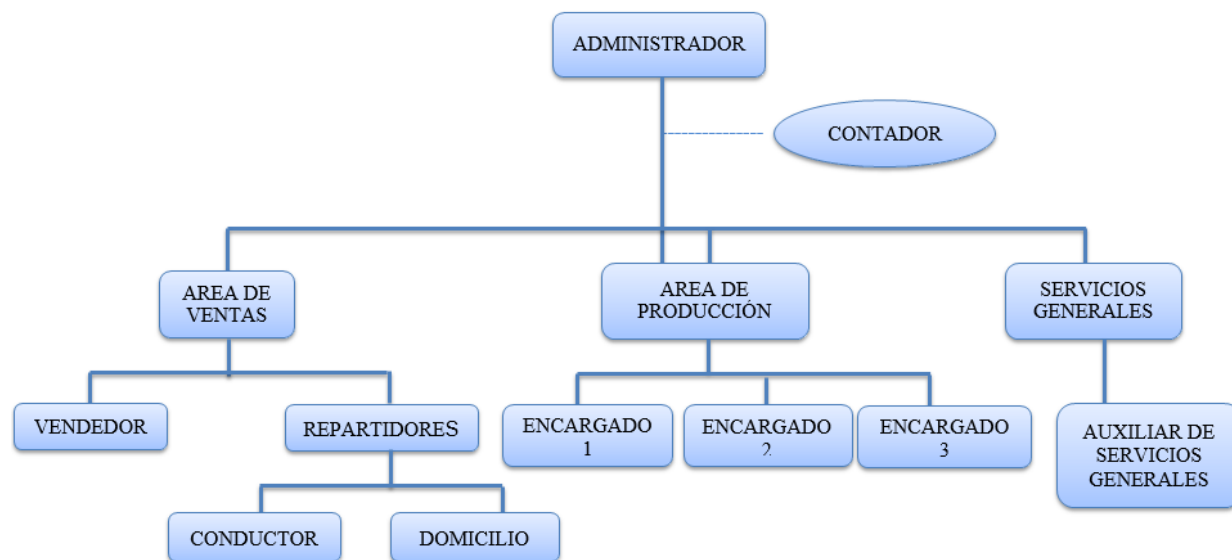 ADMINISTRADOR
CONTADOR
AREA DE
VENTAS
AREA DE
PRODUCCIÓN
SERVICIOS
GENERALES
VENDEDOR
REPARTIDORES
ENCARGADO
1
ENCARGADO
2
ENCARGADO
3
AUXILIAR DE
SERVICIOS
GENERALES
CONDUCTOR
DOMICILIO